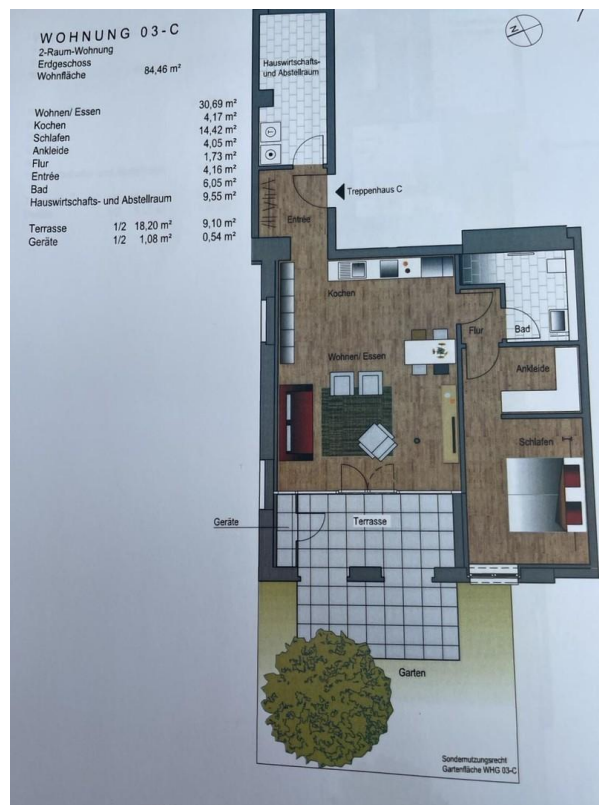 WOHNUNG 03-C
2-Raum-Wohnung
Erdgeschoss
Wohnfläche 84,46 m²
Wohnen/ Essen 30,69 m²
Kochen 4,17 m²
Schlafen 14,42 m²
Ankleide 4,05 m²
Flur 1,73 m²
Entrée 4,16 m²
Bad 6,05 m²
Hauswirtschafts- und Abstellraum 9,55 m²
Terrasse 1/2 18,20 m² 9,10 m²
Geräte 1/2 1,08 m² 0,54 m²
N
Hauswirtschafts-
und Abstellraum
Treppenhaus C
Entrée
Kochen
Flur
Bad
Wohnen/ Essen
Ankleide
Schlafen
Geräte
Terrasse
Garten
Sondernutzungsrecht
Gartenfläche WHG 03-C